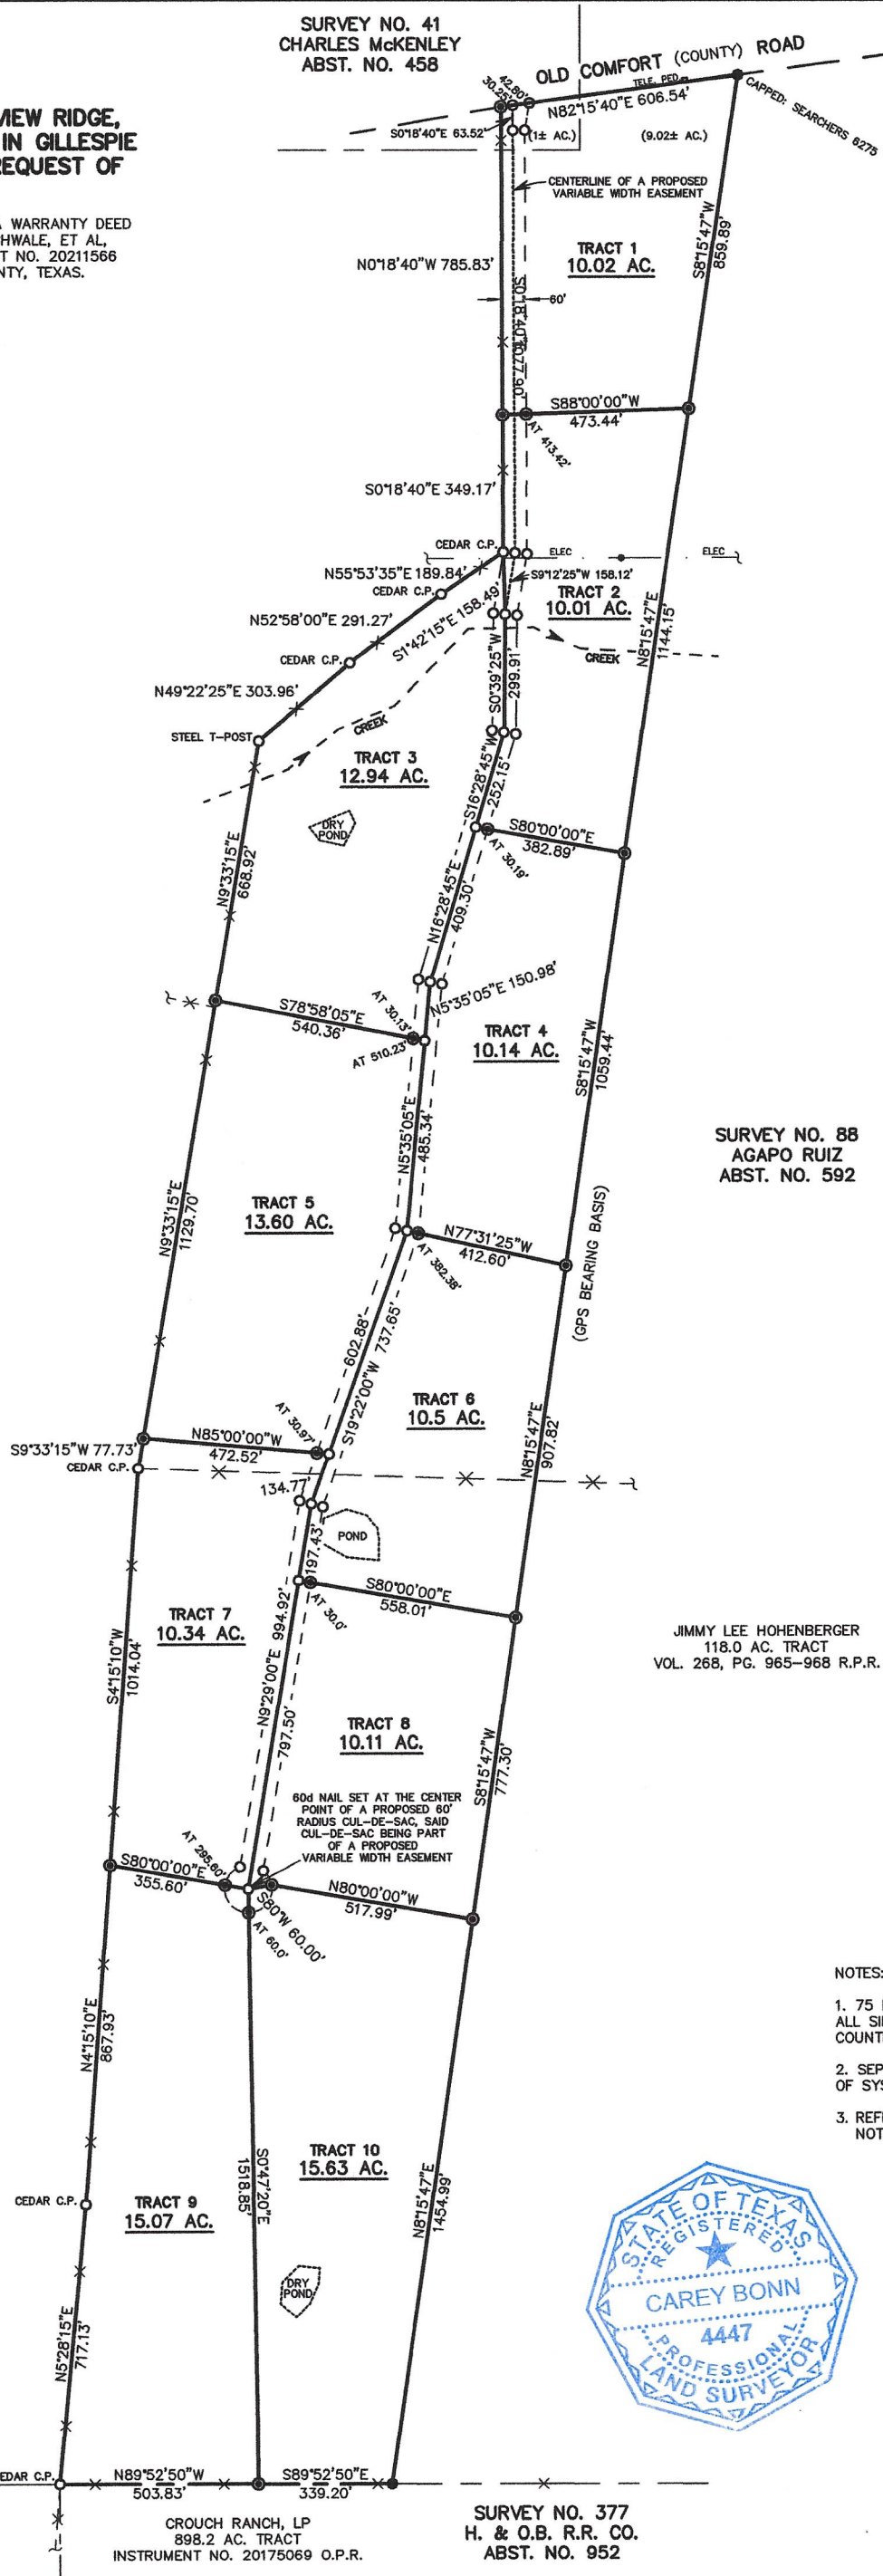 SURVEY NO. 41
CHARLES McKENLEY
ABST. NO. 458
OLD COMFORT (COUNTY) ROAD
VIEW RIDGE,
IN GILLESPIE
REQUEST OF
WARRANTY DEED
HWALE, ET AL,
T NO. 20211566
NTY, TEXAS.
42.80'
30.25'
TELE. PED.
N82°15'40"E 606.54'
CAPPED: SEARCHERS 6275
S0°18'40"E 63.52'
(1± AC.)
(9.02± AC.)
CENTERLINE OF A PROPOSED
VARIABLE WIDTH EASEMENT
TRACT 1
10.02 AC.
S8°15'47"W
859.89'
N0°18'40"W 785.83'
S0°18'40"E 1077.90'
60'
S88°00'00"W
473.44'
AT 413.42'
S0°18'40"E 349.17'
CEDAR C.P.
ELEC
ELEC
N55°53'35"E 189.84'
S9°12'25"W 158.12'
CEDAR C.P.
S1°42'15"E 158.49'
TRACT 2
10.01 AC.
N8°15'47"E
1144.15'
N52°58'00"E 291.27'
CREEK
CEDAR C.P.
S0°39'25"W
299.91'
N49°22'25"E 303.96'
STEEL T-POST
CREEK
TRACT 3
12.94 AC.
S16°28'45"W
252.15'
DRY
POND
S80°00'00"E
382.89'
AT 30.19'
N9°33'15"E
668.92'
N16°28'45"E
409.30'
N5°35'05"E 150.98'
S78°58'05"E
540.36'
AT 30.13'
AT 510.23'
TRACT 4
10.14 AC.
S8°15'47"W
1059.44'
N5°35'05"E
485.34'
SURVEY NO. 88
AGAPO RUIZ
ABST. NO. 592
TRACT 5
13.60 AC.
N9°33'15"E
1129.70'
N77°31'25"W
412.60'
AT 382.38'
(GPS BEARING BASIS)
602.88'
S19°22'00"W 737.65'
TRACT 6
10.5 AC.
N8°15'47"E
907.82'
AT 30.97'
S9°33'15"W 77.73'
N85°00'00"W
472.52'
CEDAR C.P.
134.77'
POND
197.43'
S80°00'00"E
558.01'
AT 30.0'
TRACT 7
10.34 AC.
JIMMY LEE HOHENBERGER
118.0 AC. TRACT
VOL. 268, PG. 965-968 R.P.R.
S4°15'10"W
1014.04'
N9°29'00"E 994.92'
797.50'
TRACT 8
10.11 AC.
S8°15'47"W
777.30'
60d NAIL SET AT THE CENTER
POINT OF A PROPOSED 60'
RADIUS CUL-DE-SAC, SAID
CUL-DE-SAC BEING PART
OF A PROPOSED
VARIABLE WIDTH EASEMENT
AT 295.60'
S80°00'00"E
355.60'
N80°00'00"W
517.99'
S80°W 60.00'
AT 60.0'
NOTES:
1. 75
ALL SI
COUNT
2. SEP
OF SYS
3. REF
NOT
N4°15'10"E
867.93'
TRACT 10
15.63 AC.
S0°47'20"E
1518.85'
N8°15'47"E
1454.99'
CEDAR C.P.
TRACT 9
15.07 AC.
STATE OF TEXAS
REGISTERED
CAREY BONN
4447
PROFESSIONAL
LAND SURVEYOR
DRY
POND
N5°28'15"E
717.13'
EDAR C.P.
N89°52'50"W
503.83'
S89°52'50"E
339.20'
CROUCH RANCH, LP
898.2 AC. TRACT
INSTRUMENT NO. 20175069 O.P.R.
SURVEY NO. 377
H. & O.B. R.R. CO.
ABST. NO. 952